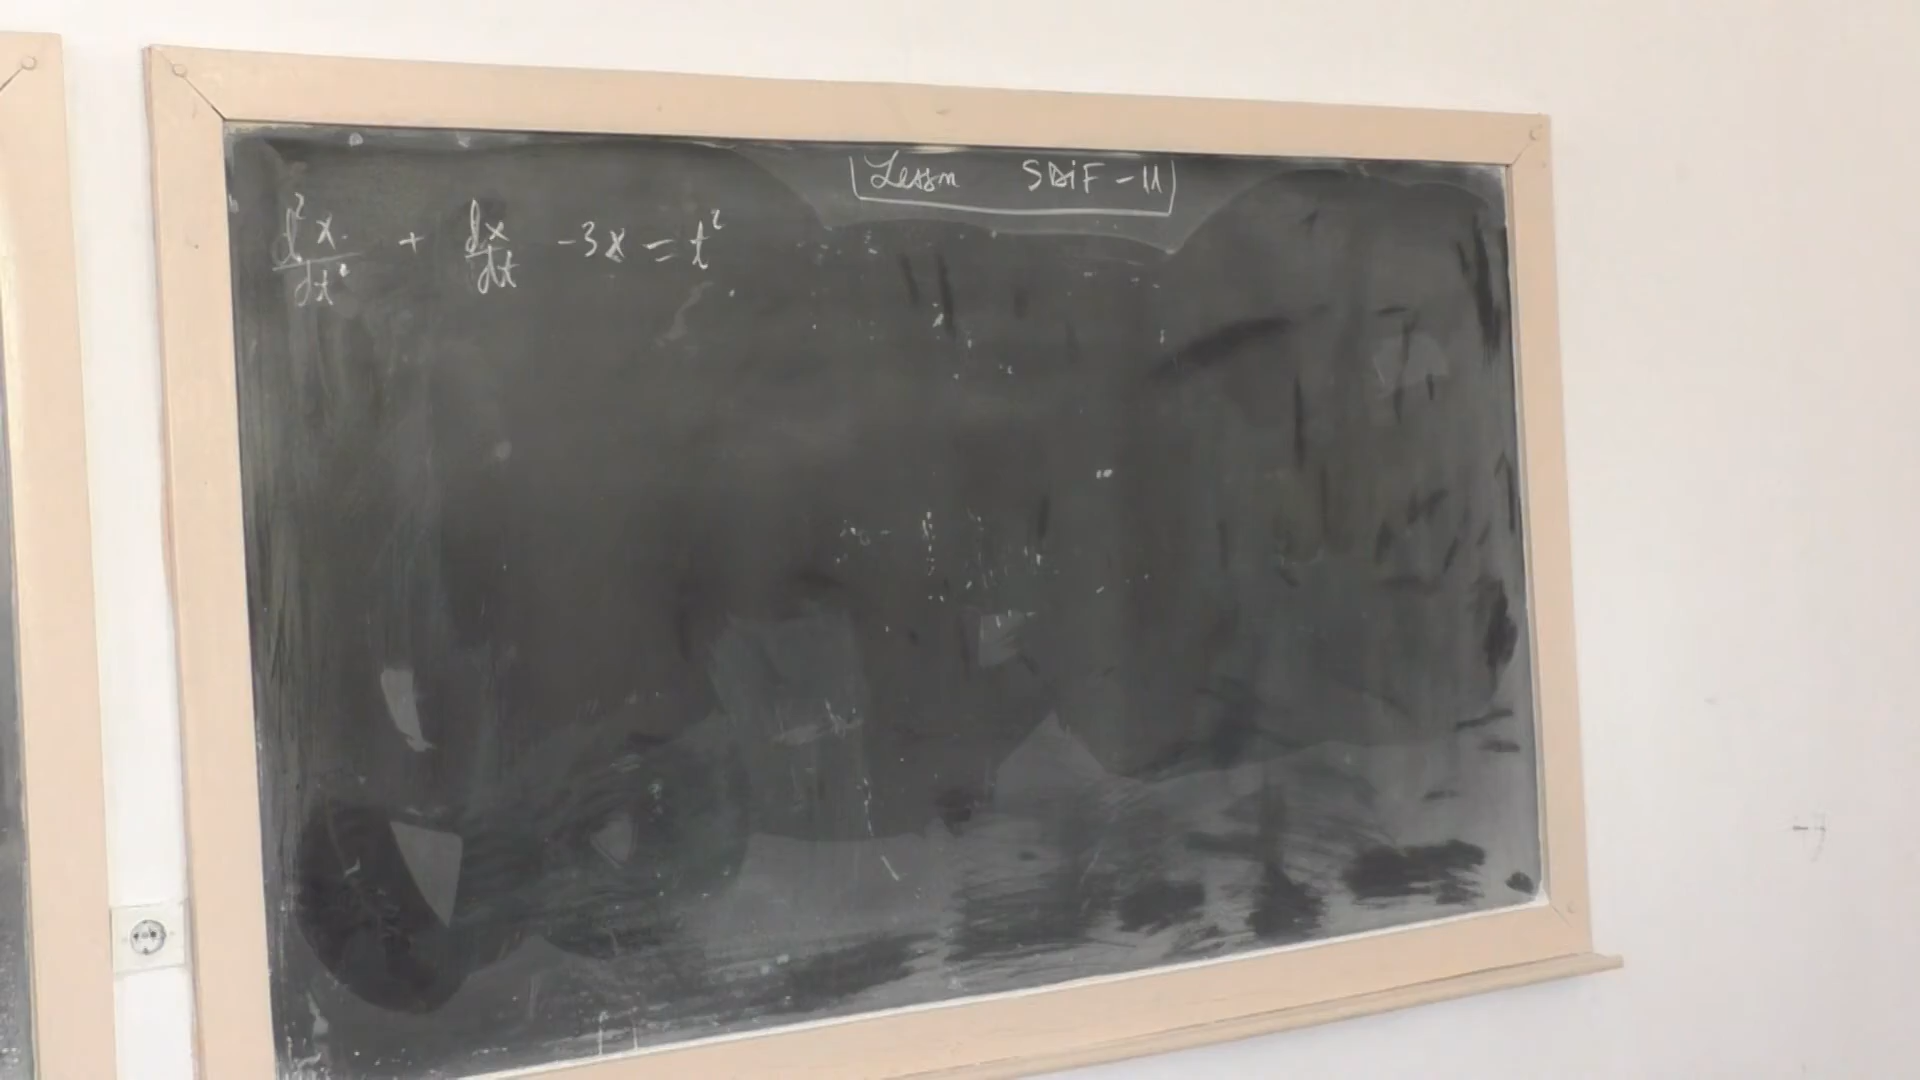 Lesson SDIF-11
d²x/dt² + dx/dt -3x = t²